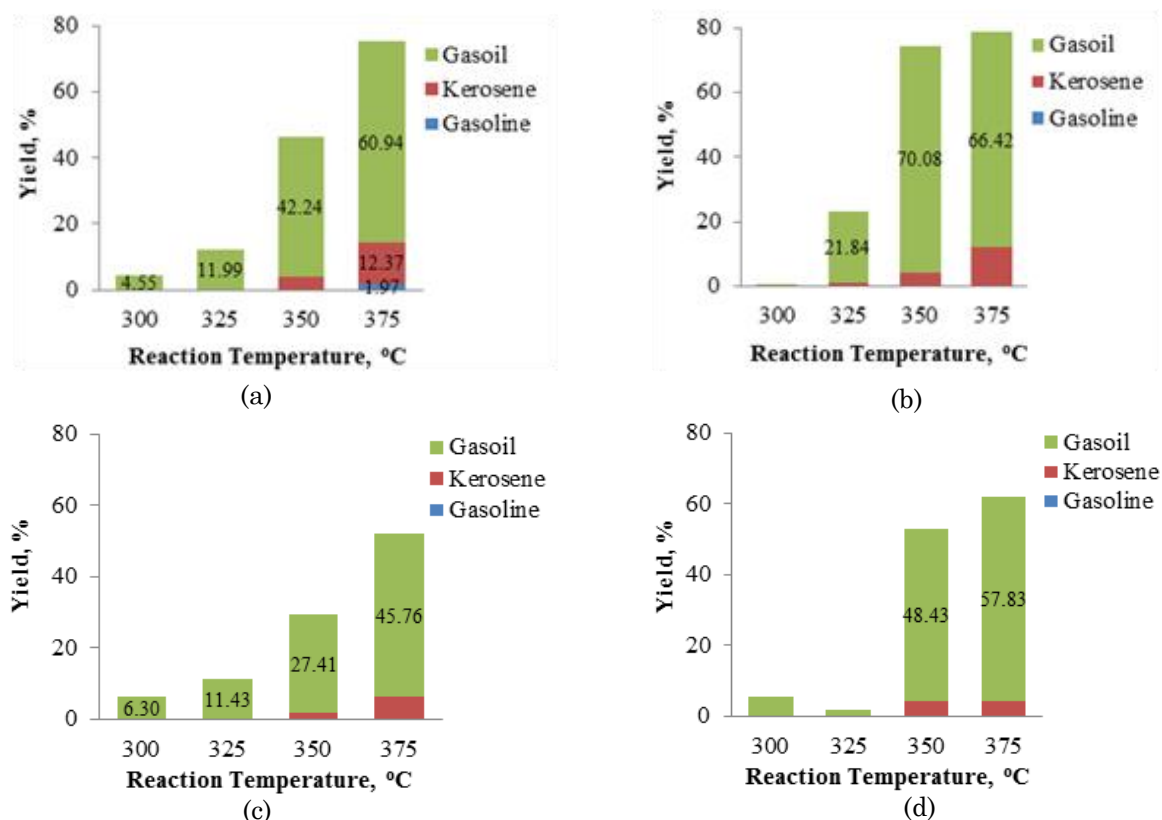 80
60
40
20
0
Yield, %
Gasoil
Kerosene
Gasoline
4.55
11.99
42.24
60.94
12.37
1.97
300 325 350 375
Reaction Temperature, ⁰C
(a)
80
60
40
20
0
Yield, %
Gasoil
Kerosene
Gasoline
21.84
70.08
66.42
300 325 350 375
Reaction Temperature, ⁰C
(b)
80
60
40
20
0
Yield, %
Gasoil
Kerosene
Gasoline
6.30
11.43
27.41
45.76
300 325 350 375
Reaction Temperature, ⁰C
(c)
80
60
40
20
0
Yield, %
Gasoil
Kerosene
Gasoline
48.43
57.83
300 325 350 375
Reaction Temperature, ⁰C
(d)